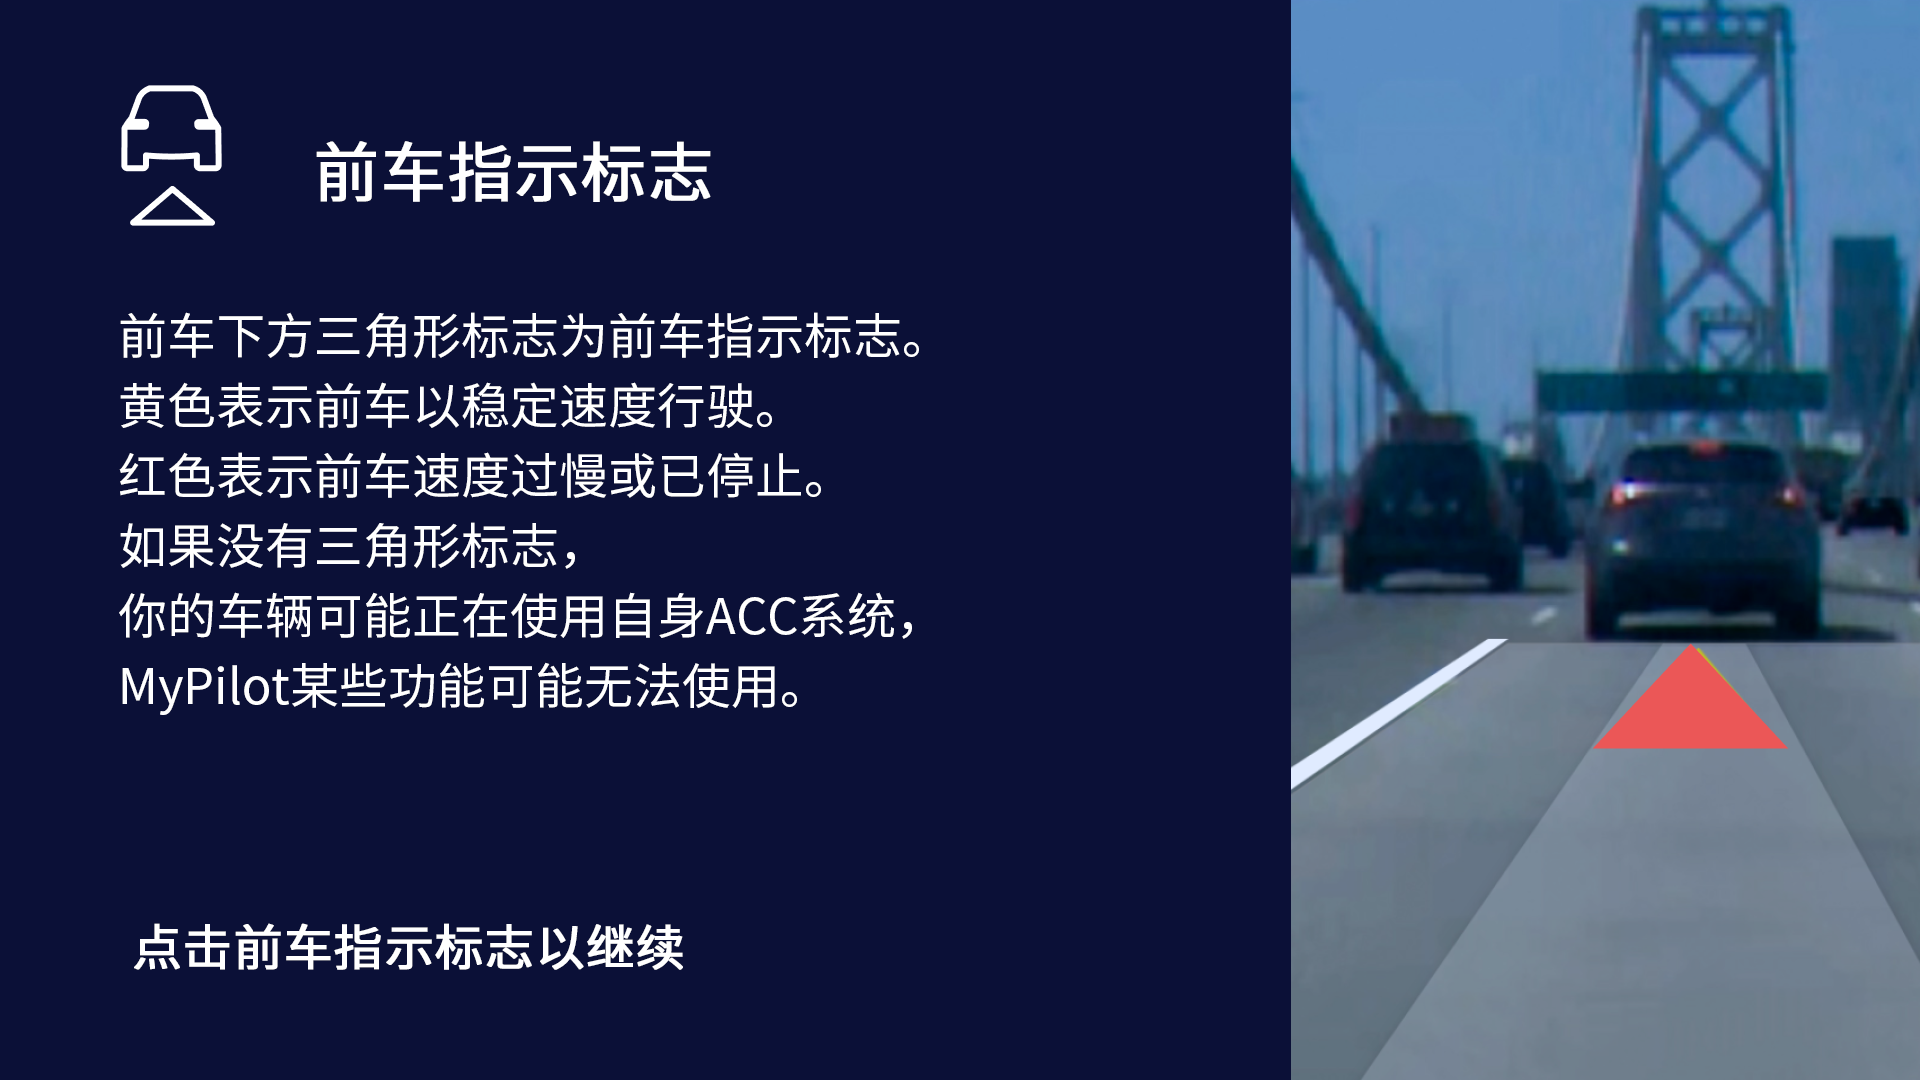 前车指示标志
前车下方三角形标志为前车指示标志。
黄色表示前车以稳定速度行驶。
红色表示前车速度过慢或已停止。
如果没有三角形标志，
你的车辆可能正在使用自身ACC系统，
MyPilot某些功能可能无法使用。
点击前车指示标志以继续